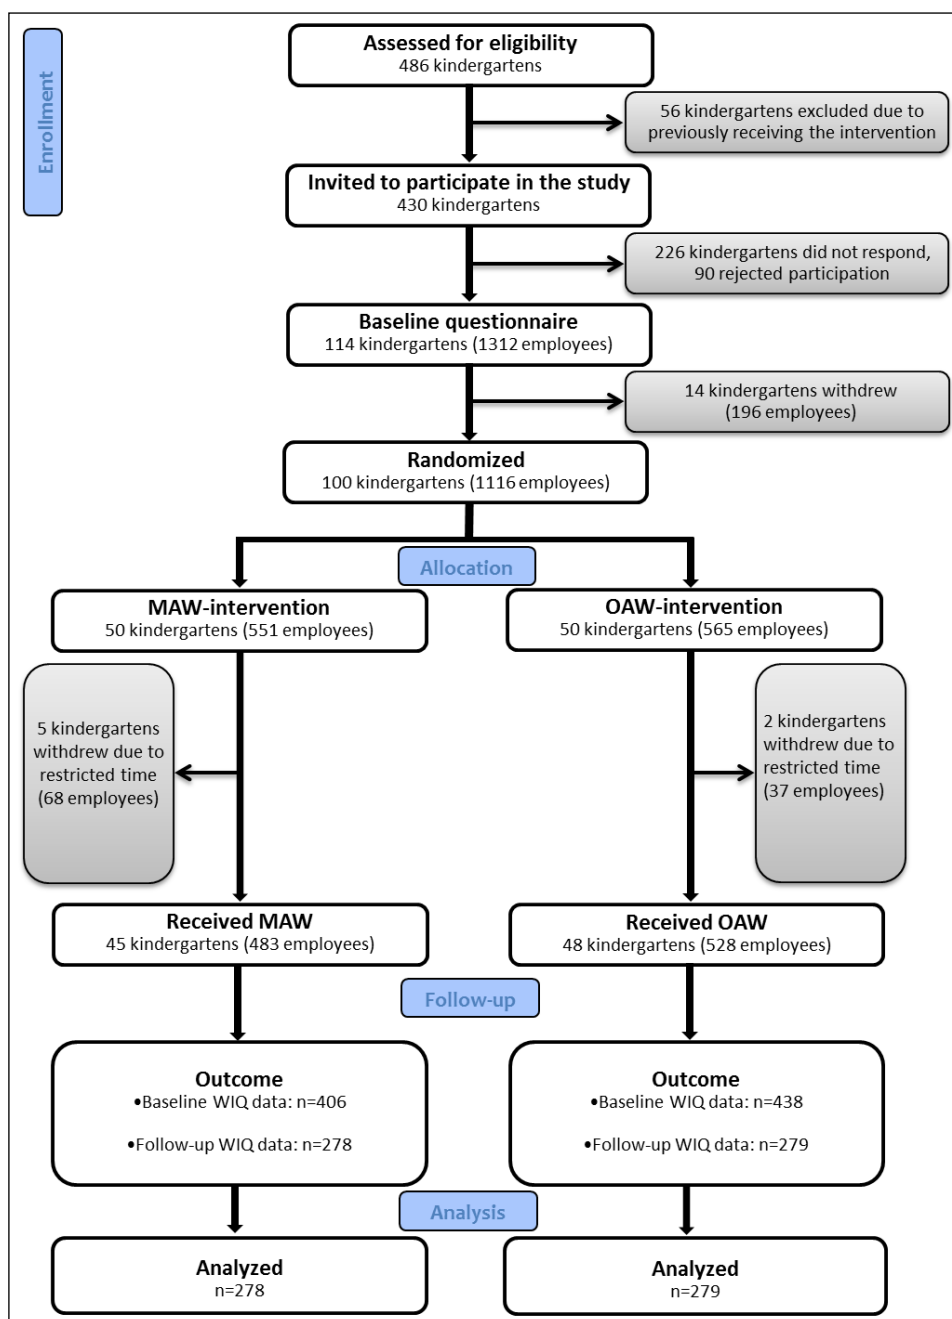 Enrollment
Assessed for eligibility
486 kindergartens
56 kindergartens excluded due to
previously receiving the intervention
Invited to participate in the study
430 kindergartens
226 kindergartens did not respond,
90 rejected participation
Baseline questionnaire
114 kindergartens (1312 employees)
14 kindergartens withdrew
(196 employees)
Randomized
100 kindergartens (1116 employees)
Allocation
MAW-intervention
50 kindergartens (551 employees)
OAW-intervention
50 kindergartens (565 employees)
5 kindergartens
withdrew due to
restricted time
(68 employees)
2 kindergartens
withdrew due to
restricted time
(37 employees)
Received MAW
45 kindergartens (483 employees)
Received OAW
48 kindergartens (528 employees)
Follow-up
Outcome
•Baseline WIQ data: n=406
•Follow-up WIQ data: n=278
Outcome
•Baseline WIQ data: n=438
•Follow-up WIQ data: n=279
Analysis
Analyzed
n=278
Analyzed
n=279